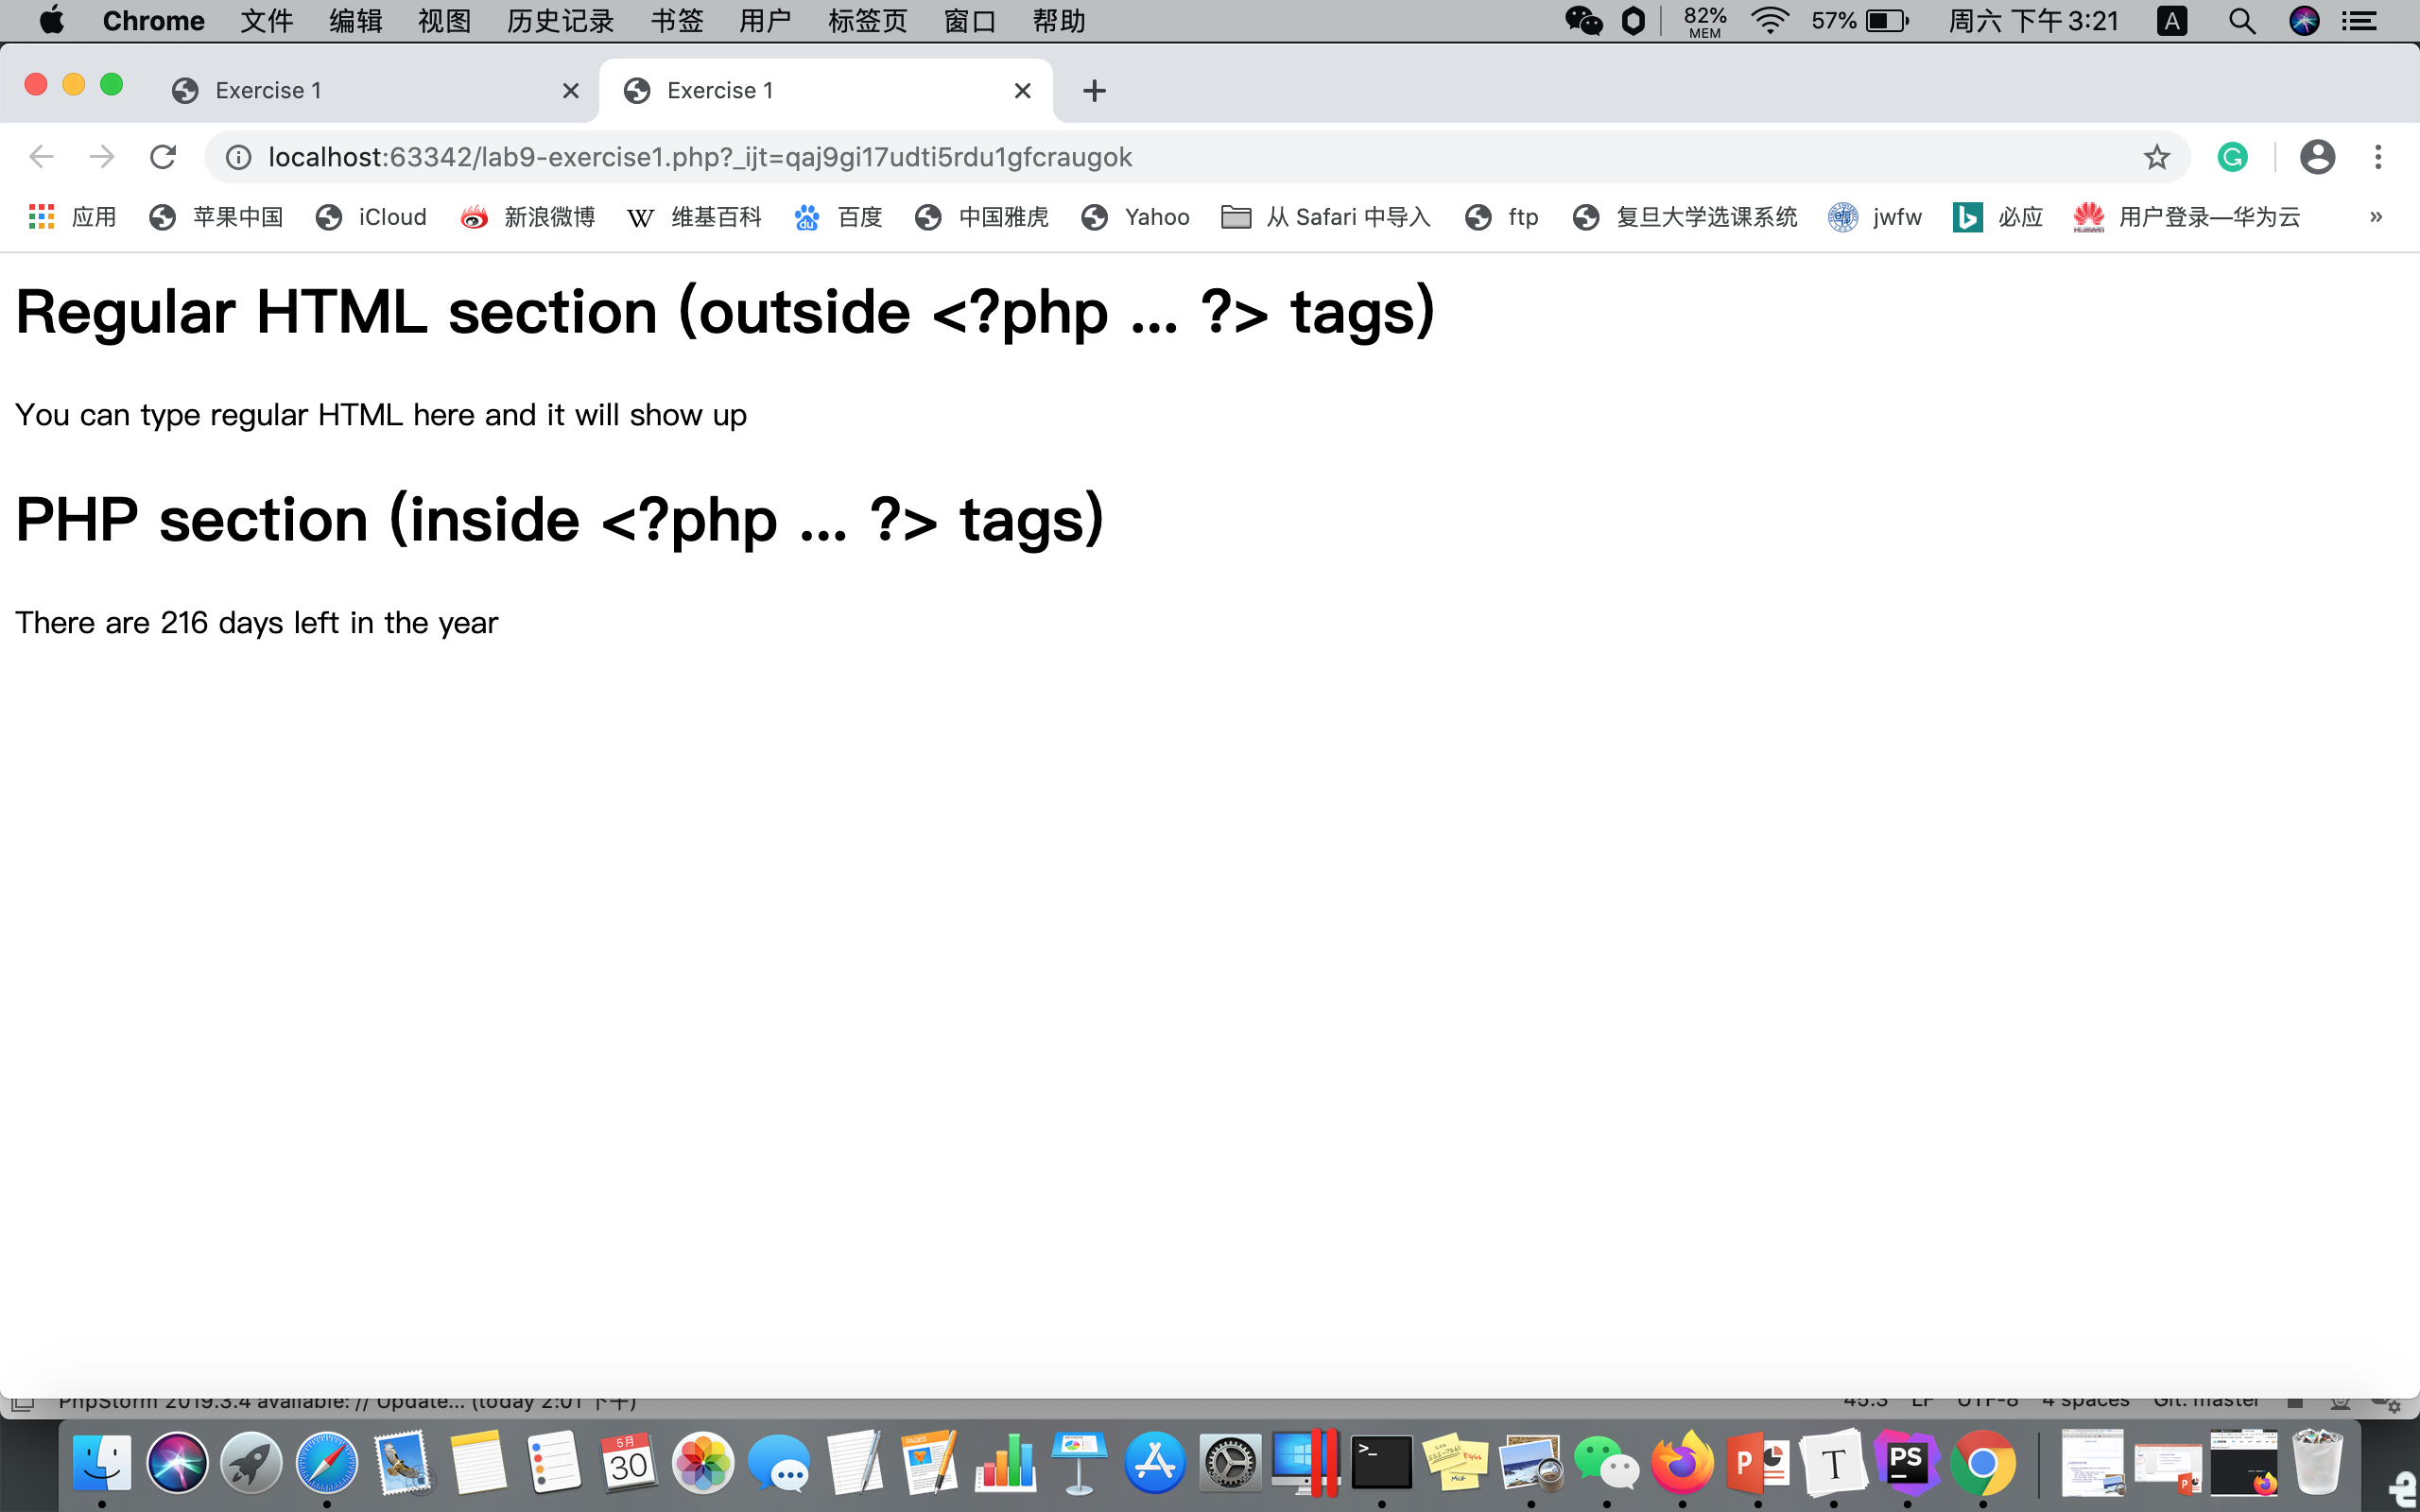 Chrome 文件 编辑 视图 历史记录 书签 用户 标签页 窗口 帮助 82% MEM 57% 周六 下午3:21 A
Exercise 1 Exercise 1
localhost:63342/lab9-exercise1.php?_ijt=qaj9gi17udti5rdu1gfcraugok
应用 苹果中国 iCloud 新浪微博 W 维基百科 百度 中国雅虎 Yahoo 从 Safari 中导入 ftp 复旦大学选课系统 jwfw 必应 用户登录—华为云 »
Regular HTML section (outside <?php ... ?> tags)
You can type regular HTML here and it will show up
PHP section (inside <?php ... ?> tags)
There are 216 days left in the year
PhpStorm 2019.3.4 available: // Update... (today 2:01 下午) 45:3 LF UTF-8 4 spaces Git: master
5月
30
PAGES
>_
P
T
PS